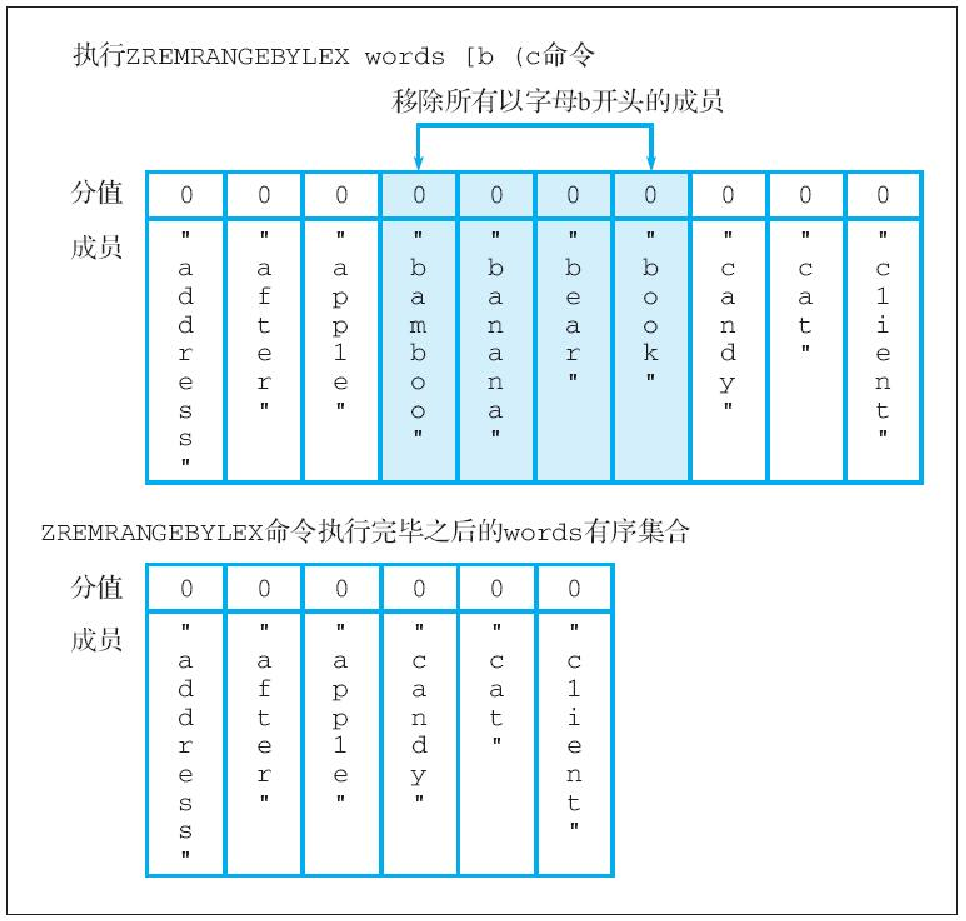 执行ZREMRANGEBYLEX words [b (c命令
移除所有以字母b开头的成员
分值 0 0 0 0 0 0 0 0 0 0
成员 "address" "after" "apple" "bamboo" "banana" "bear" "book" "candy" "cat" "client"
ZREMRANGEBYLEX命令执行完毕之后的words有序集合
分值 0 0 0 0 0 0
成员 "address" "after" "apple" "candy" "cat" "client"